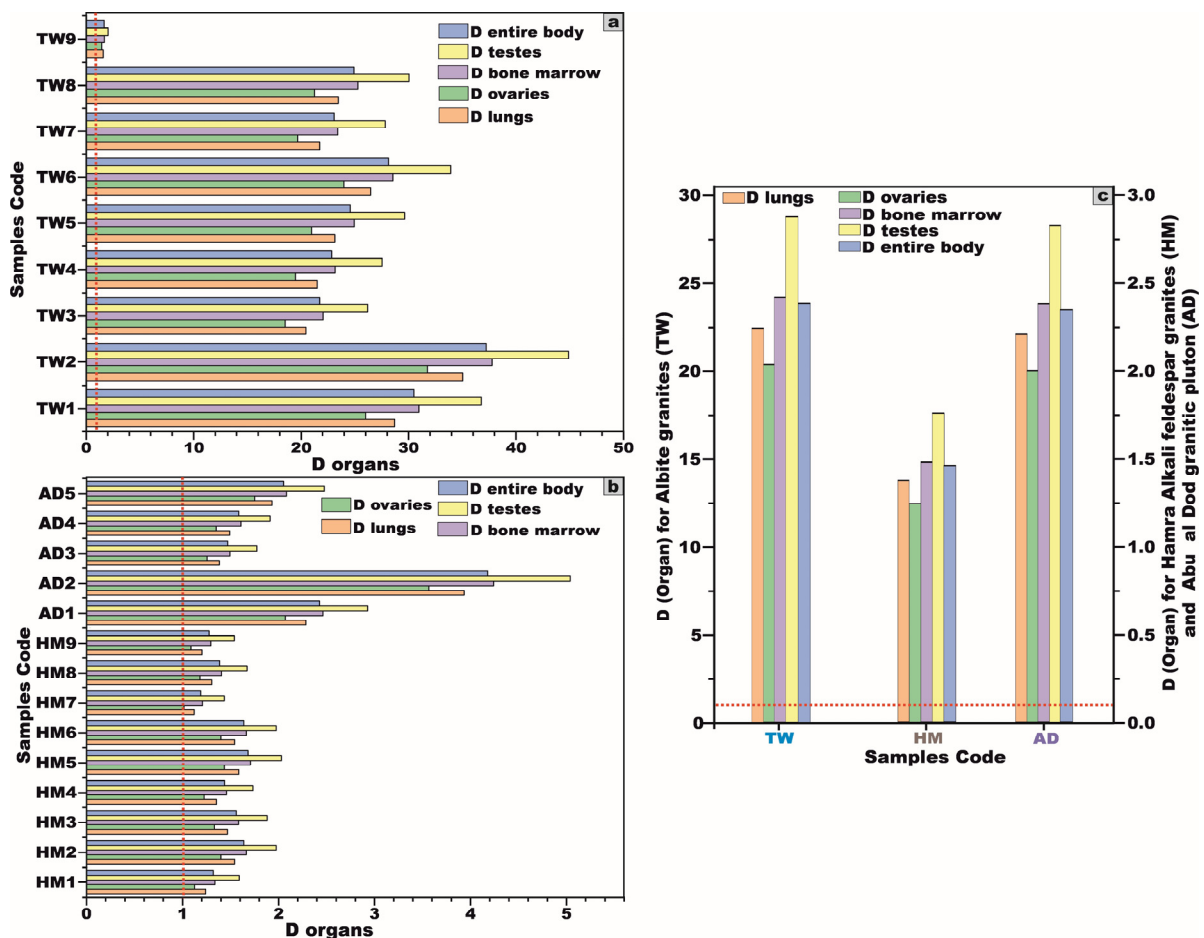 a
D entire body
D testes
D bone marrow
D ovaries
D lungs
TW9
TW8
TW7
TW6
TW5
TW4
TW3
TW2
TW1
Samples Code
0 10 20 30 40 50
D organs
b
D entire body
D ovaries
D testes
D lungs
D bone marrow
AD5
AD4
AD3
AD2
AD1
HM9
HM8
HM7
HM6
HM5
HM4
HM3
HM2
HM1
Samples Code
0 1 2 3 4 5
D organs
c
D lungs
D ovaries
D bone marrow
D testes
D entire body
30
25
20
15
10
5
0
D (Organ) for Albite granites (TW)
3.0
2.5
2.0
1.5
1.0
0.5
0.0
D (Organ) for Hamra Alkali feldespar granites (HM)
and Abu al Dod granitic pluton (AD)
TW HM AD
Samples Code